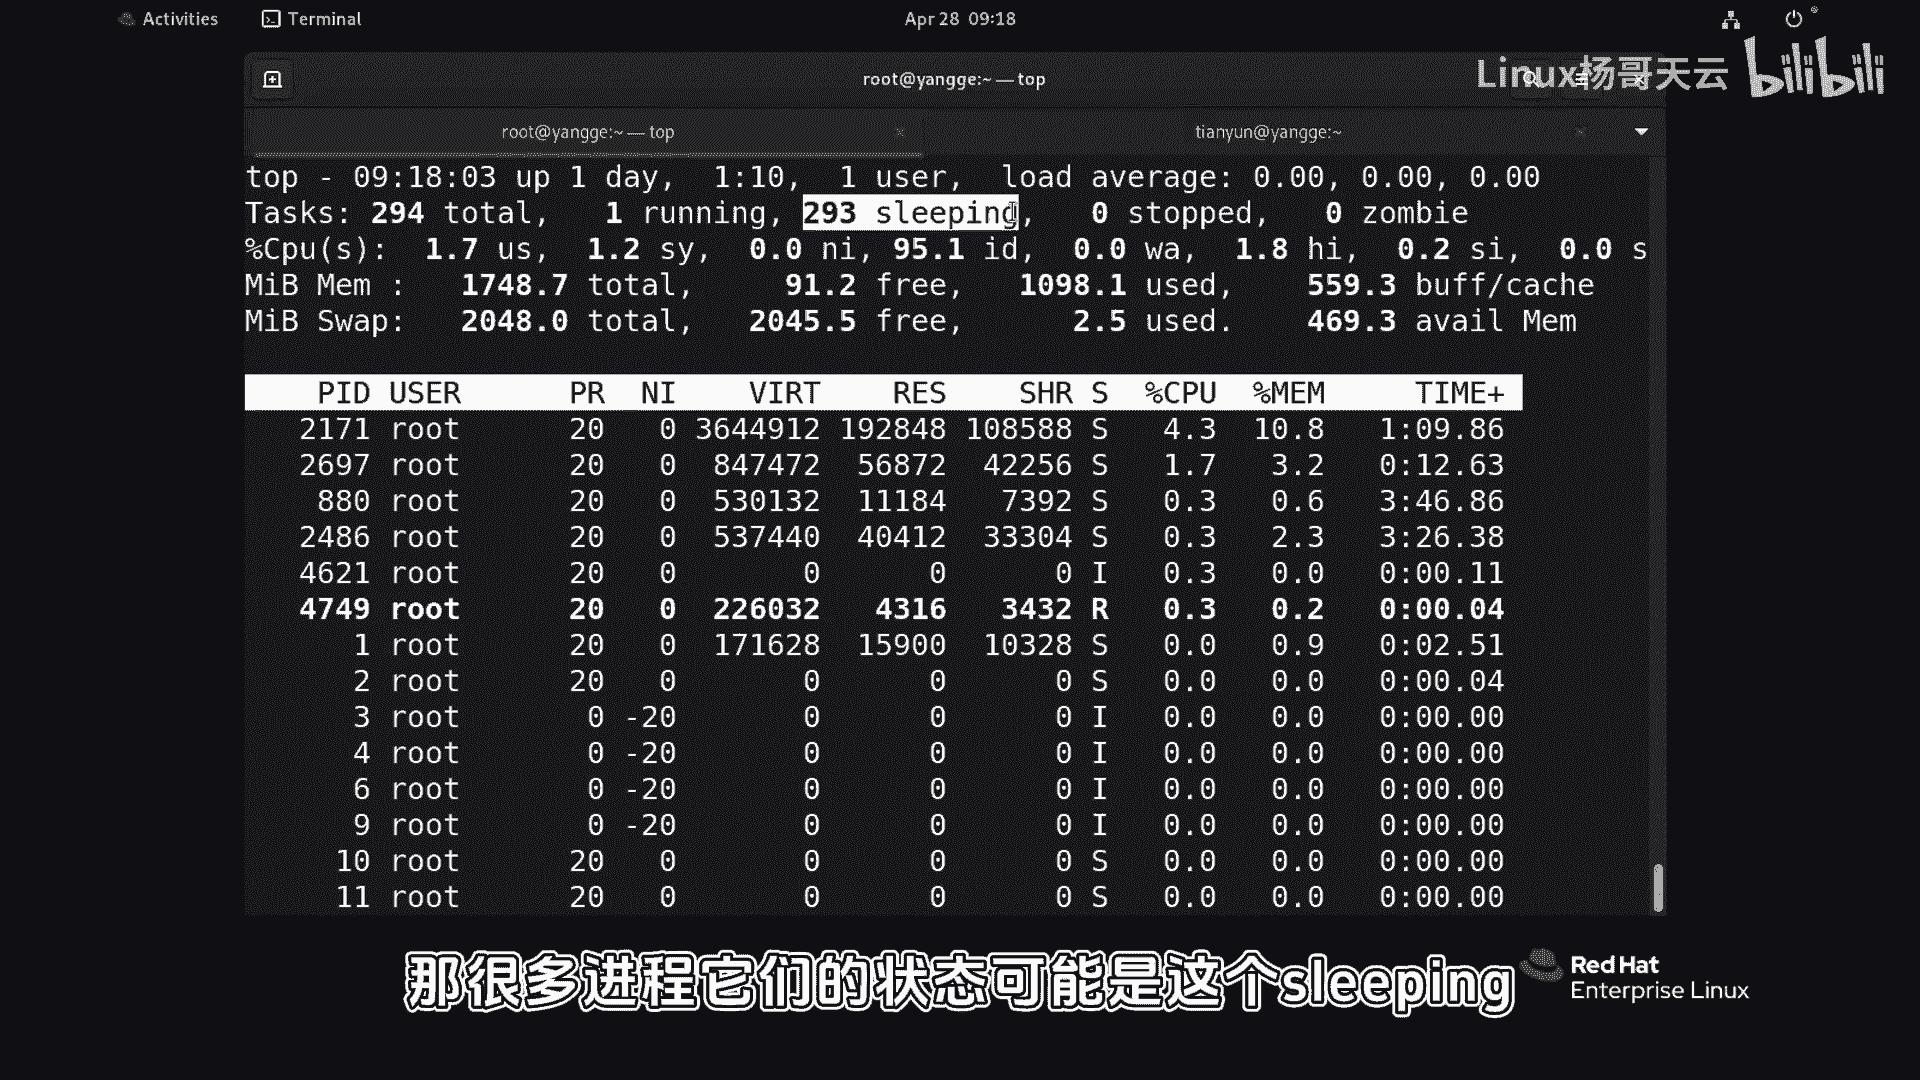 Activities Terminal Apr 28 09:18
root@yangge:~ — top
Linux杨哥天云 bilibili
root@yangge:~ — top × tianyun@yangge:~ ×
top - 09:18:03 up 1 day,  1:10,  1 user,  load average: 0.00, 0.00, 0.00
Tasks: 294 total,   1 running, 293 sleeping,   0 stopped,   0 zombie
%Cpu(s):  1.7 us,  1.2 sy,  0.0 ni, 95.1 id,  0.0 wa,  1.8 hi,  0.2 si,  0.0 s
MiB Mem :   1748.7 total,     91.2 free,   1098.1 used,    559.3 buff/cache
MiB Swap:   2048.0 total,   2045.5 free,      2.5 used.    469.3 avail Mem
PID USER      PR  NI    VIRT    RES    SHR S  %CPU  %MEM     TIME+
2171 root      20   0 3644912 192848 108588 S   4.3  10.8   1:09.86
2697 root      20   0  847472  56872  42256 S   1.7   3.2   0:12.63
880 root      20   0  530132  11184   7392 S   0.3   0.6   3:46.86
2486 root      20   0  537440  40412  33304 S   0.3   2.3   3:26.38
4621 root      20   0       0      0      0 I   0.3   0.0   0:00.11
4749 root      20   0  226032   4316   3432 R   0.3   0.2   0:00.04
1 root      20   0  171628  15900  10328 S   0.0   0.9   0:02.51
2 root      20   0       0      0      0 S   0.0   0.0   0:00.04
3 root       0 -20       0      0      0 I   0.0   0.0   0:00.00
4 root       0 -20       0      0      0 I   0.0   0.0   0:00.00
6 root       0 -20       0      0      0 I   0.0   0.0   0:00.00
9 root       0 -20       0      0      0 I   0.0   0.0   0:00.00
10 root      20   0       0      0      0 S   0.0   0.0   0:00.00
11 root      20   0       0      0      0 S   0.0   0.0   0:00.00
那很多进程它们的状态可能是这个sleeping
Red Hat
Enterprise Linux